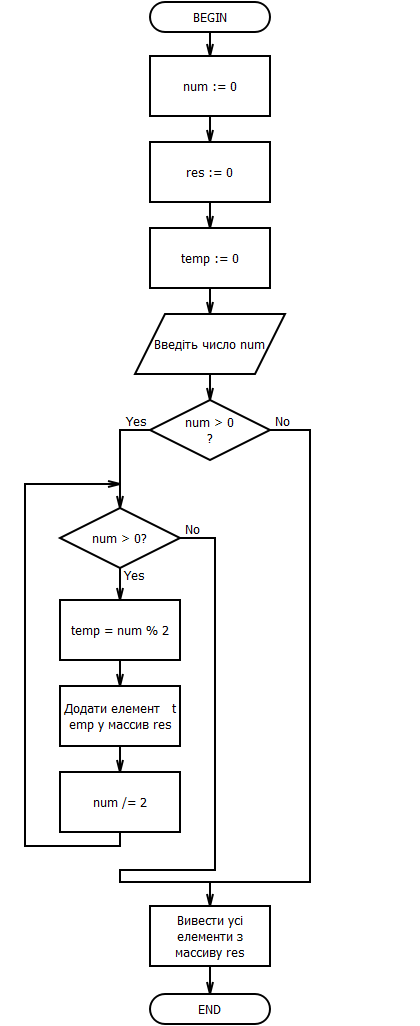 BEGIN
num := 0
res := 0
temp := 0
Введіть число num
num > 0
?
Yes
No
num > 0?
No
Yes
temp = num % 2
Додати елемент t
emp у массив res
num /= 2
Вивести усі
елементи з
массиву res
END